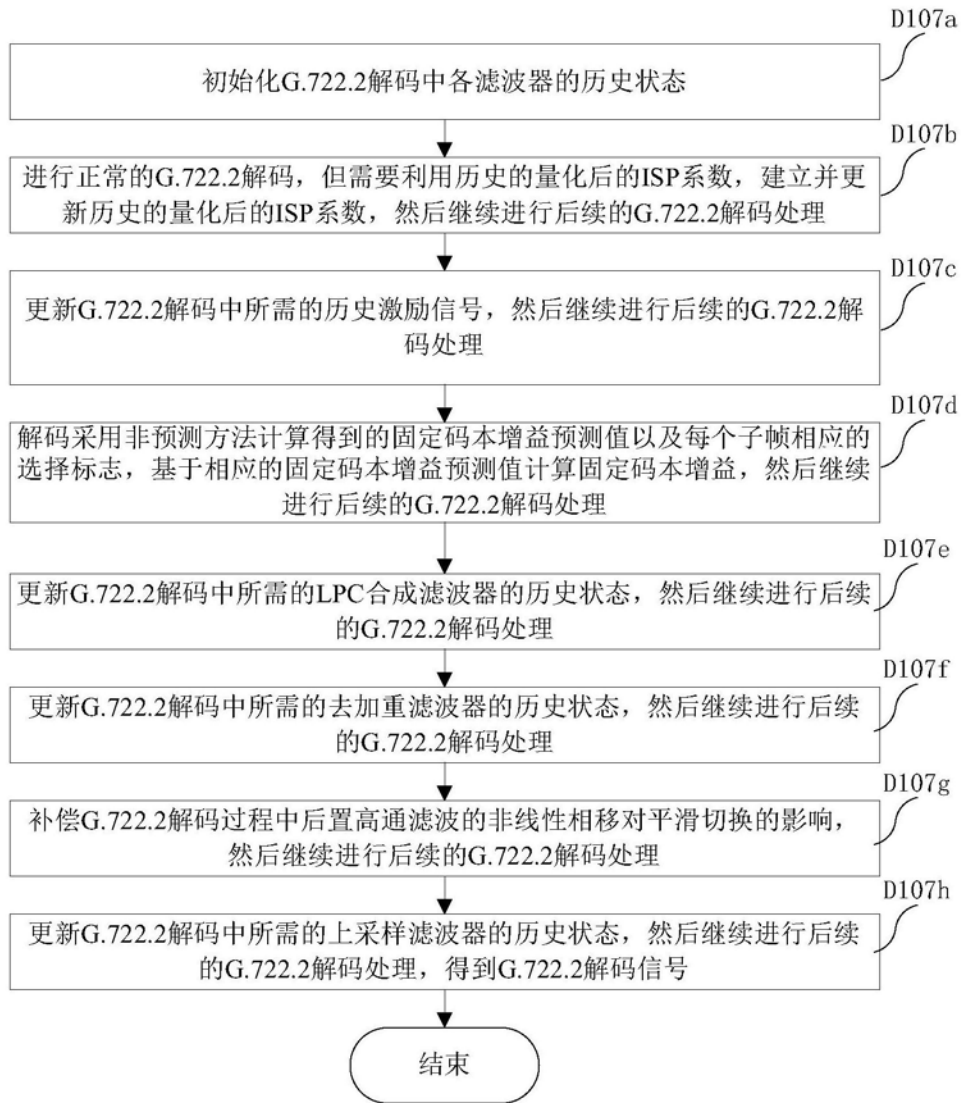 D107a
初始化G.722.2解码中各滤波器的历史状态
D107b
进行正常的G.722.2解码，但需要利用历史的量化后的ISP系数，建立并更
新历史的量化后的ISP系数，然后继续进行后续的G.722.2解码处理
D107c
更新G.722.2解码中所需的历史激励信号，然后继续进行后续的G.722.2解
码处理
D107d
解码采用非预测方法计算得到的固定码本增益预测值以及每个子帧相应的
选择标志，基于相应的固定码本增益预测值计算固定码本增益，然后继续
进行后续的G.722.2解码处理
D107e
更新G.722.2解码中所需的LPC合成滤波器的历史状态，然后继续进行后续
的G.722.2解码处理
D107f
更新G.722.2解码中所需的去加重滤波器的历史状态，然后继续进行后续
的G.722.2解码处理
D107g
补偿G.722.2解码过程中后置高通滤波的非线性相移对平滑切换的影响，
然后继续进行后续的G.722.2解码处理
D107h
更新G.722.2解码中所需的上采样滤波器的历史状态，然后继续进行后续
的G.722.2解码处理，得到G.722.2解码信号
结束